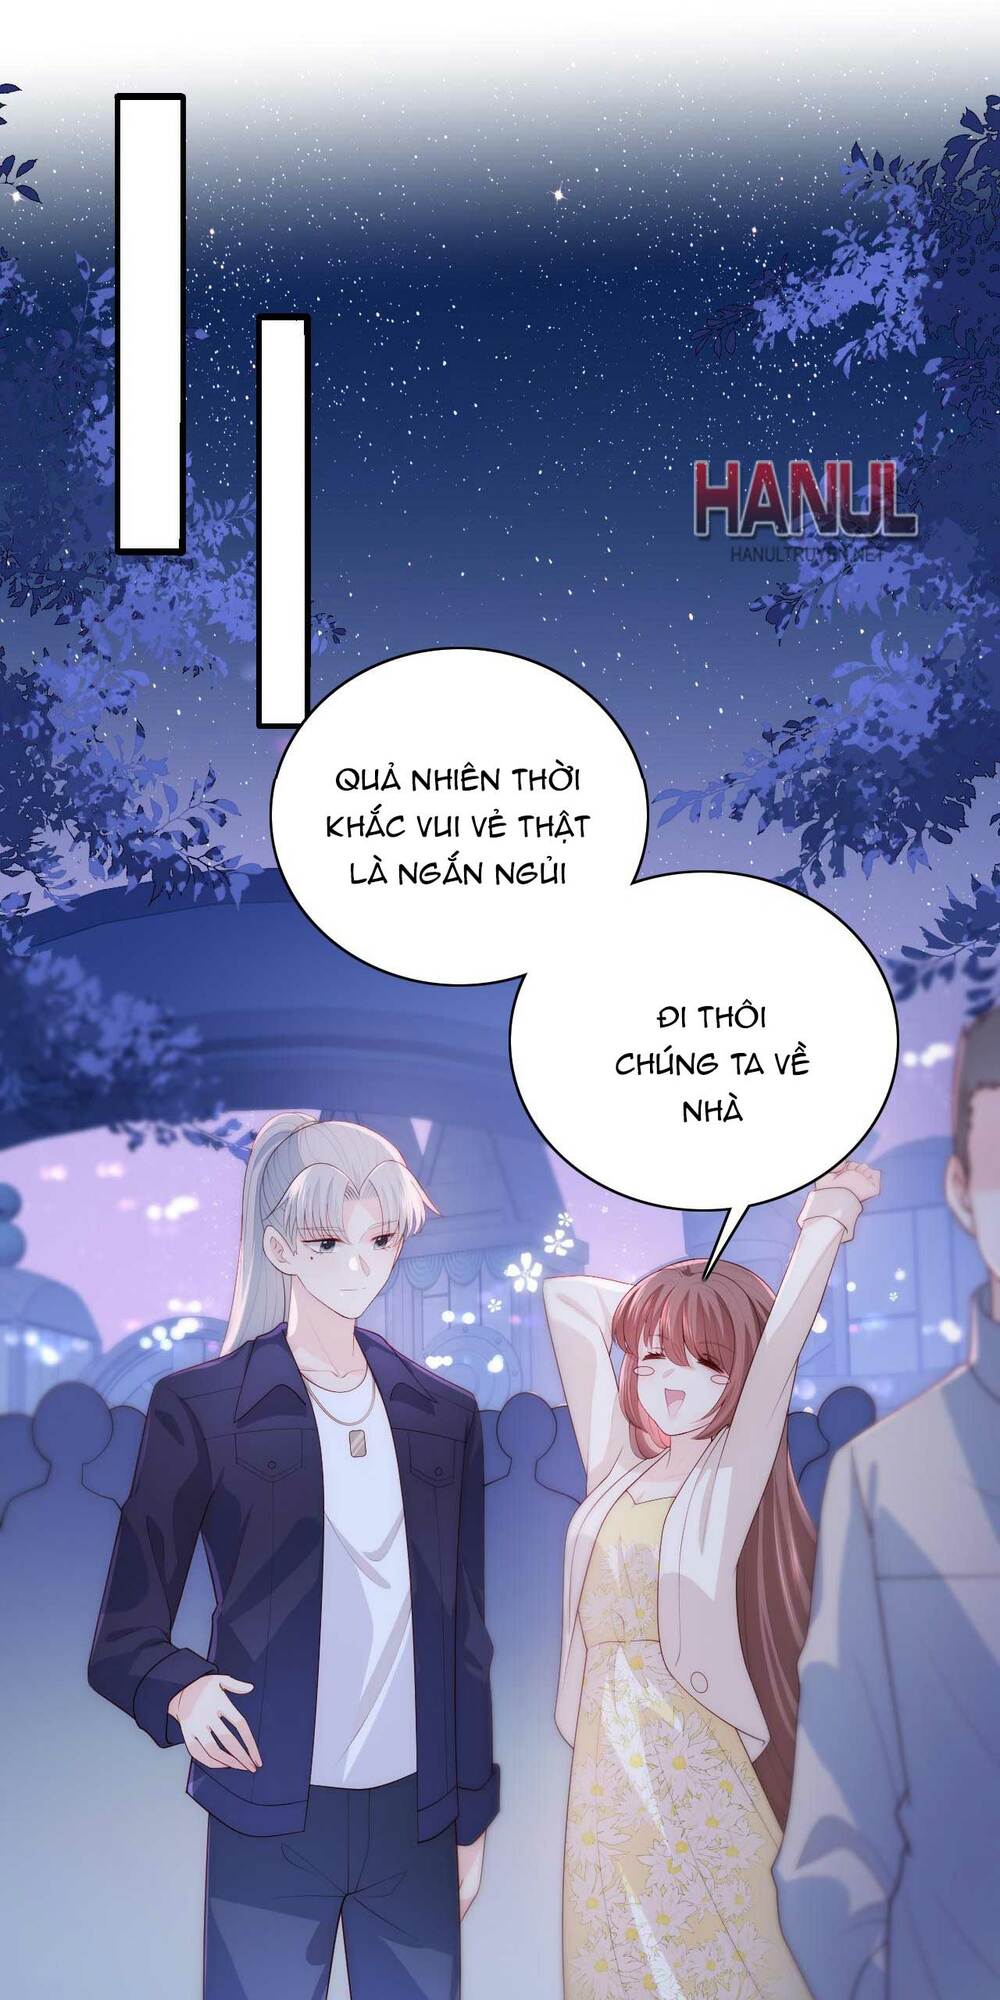 HANUL
HANULTRUYEN.NET
QUẢ NHIÊN THỜI
KHẮC VUI VẺ THẬT
LÀ NGẮN NGỦI
ĐI THÔI
CHÚNG TA VỀ
NHÀ